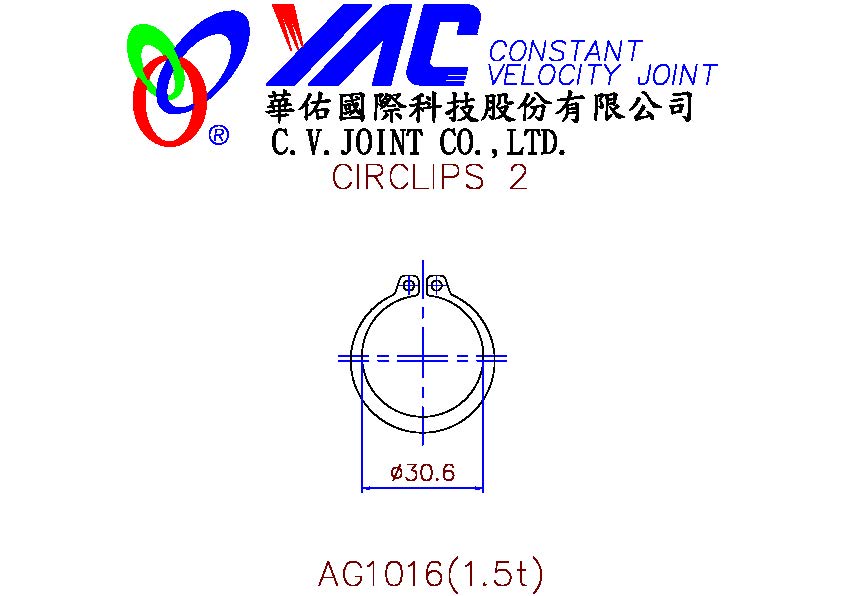 YAC CONSTANT
VELOCITY JOINT
®
華佑國際科技股份有限公司
C.V.JOINT CO.,LTD.
CIRCLIPS 2
ø30.6
AG1016(1.5t)